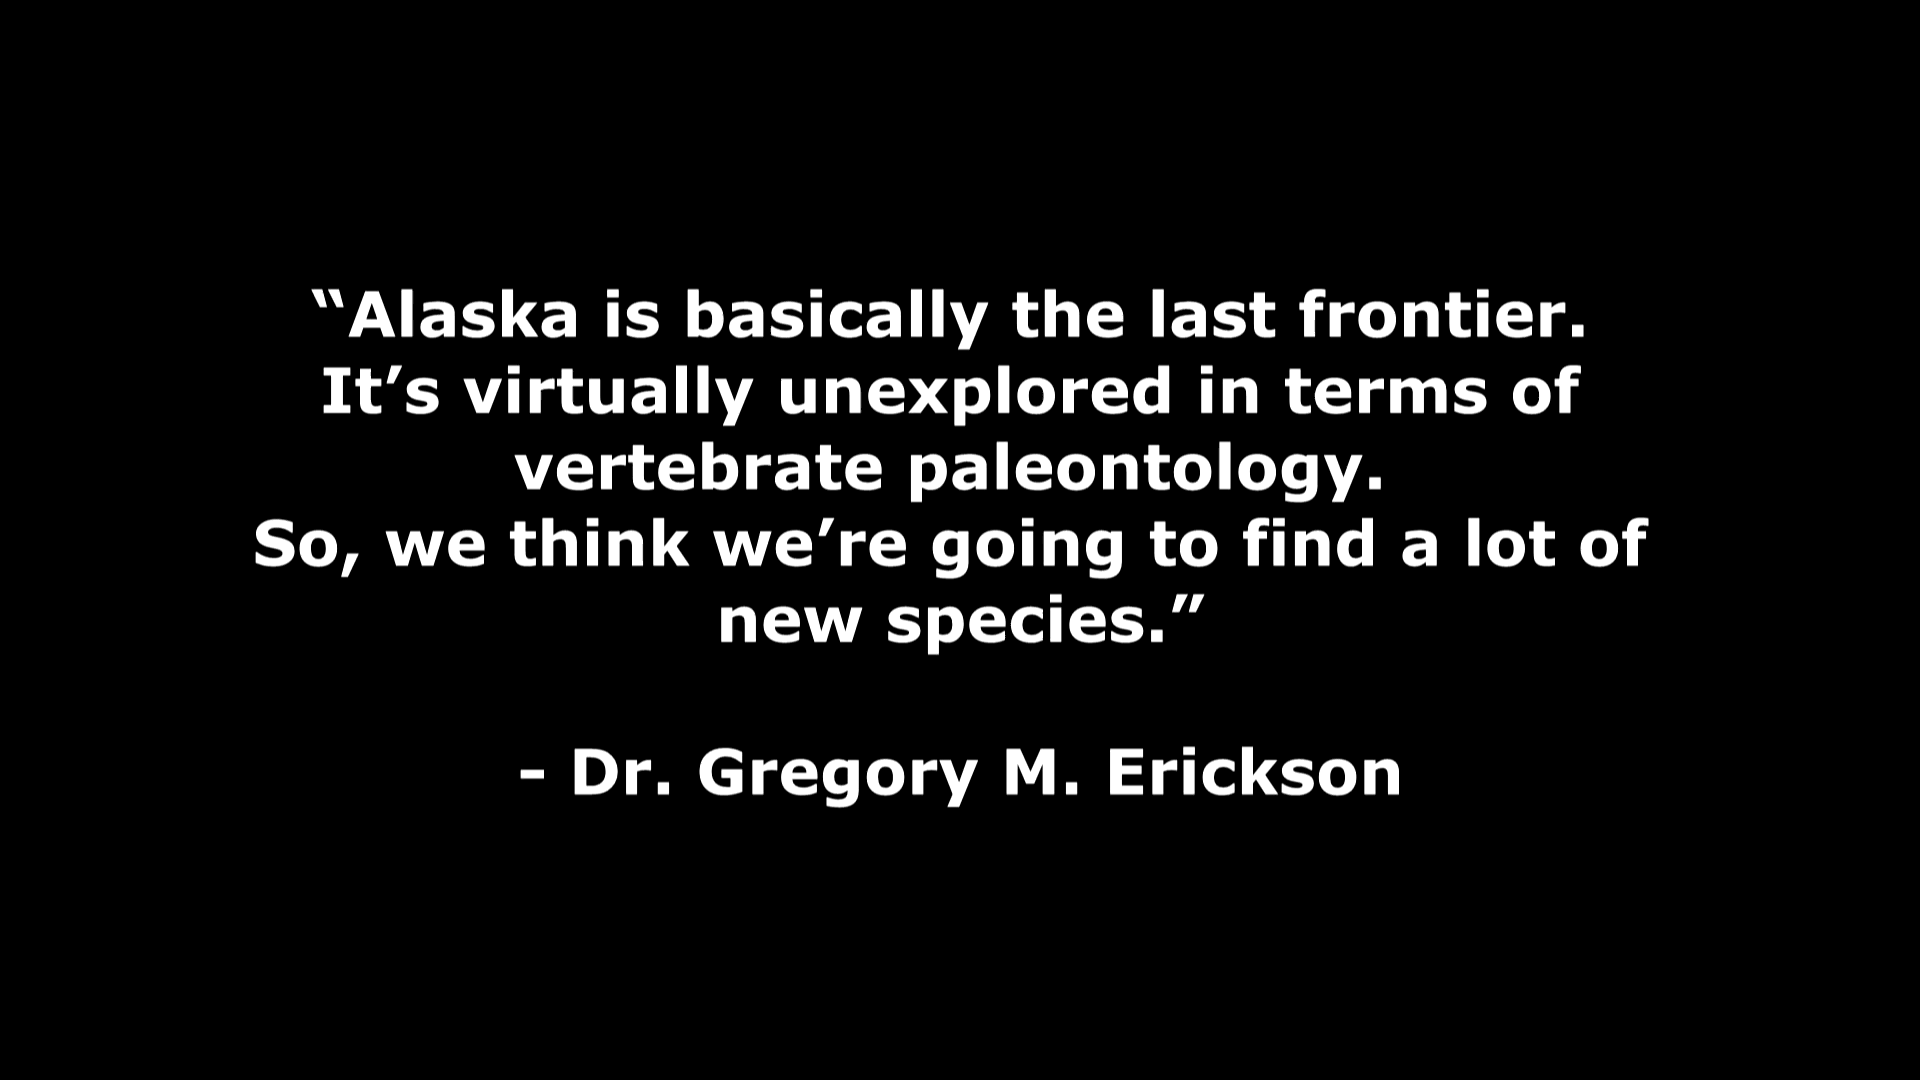 “Alaska is basically the last frontier.
It’s virtually unexplored in terms of
vertebrate paleontology.
So, we think we’re going to find a lot of
new species.”
- Dr. Gregory M. Erickson